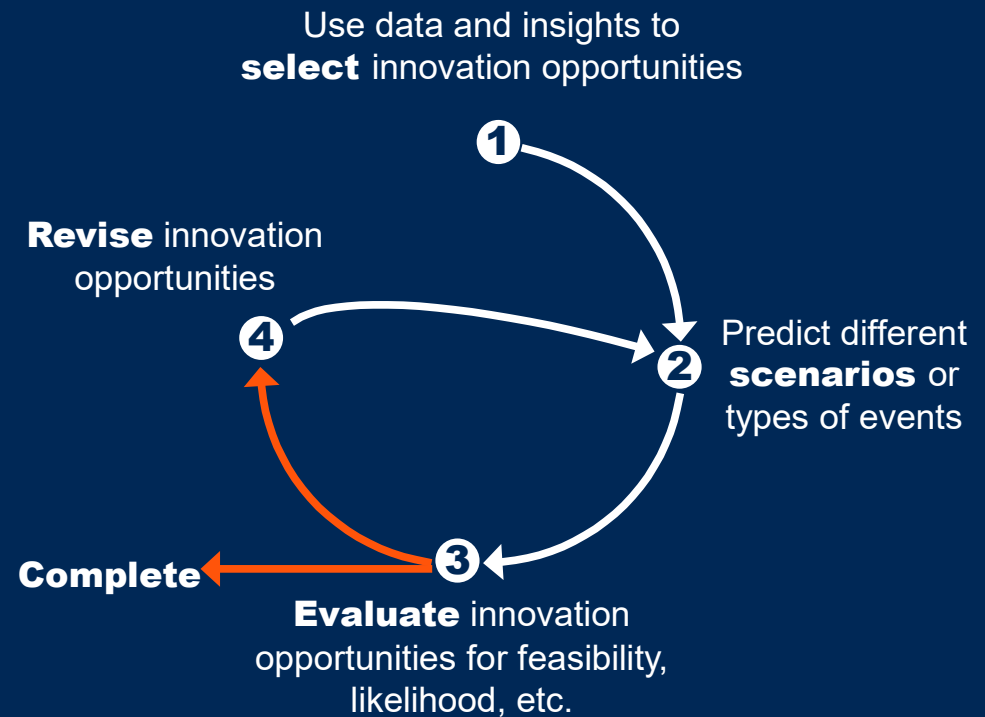 Use data and insights to
select innovation opportunities
1
Revise innovation
opportunities
4
2
Predict different
scenarios or
types of events
3
Complete
Evaluate innovation
opportunities for feasibility,
likelihood, etc.